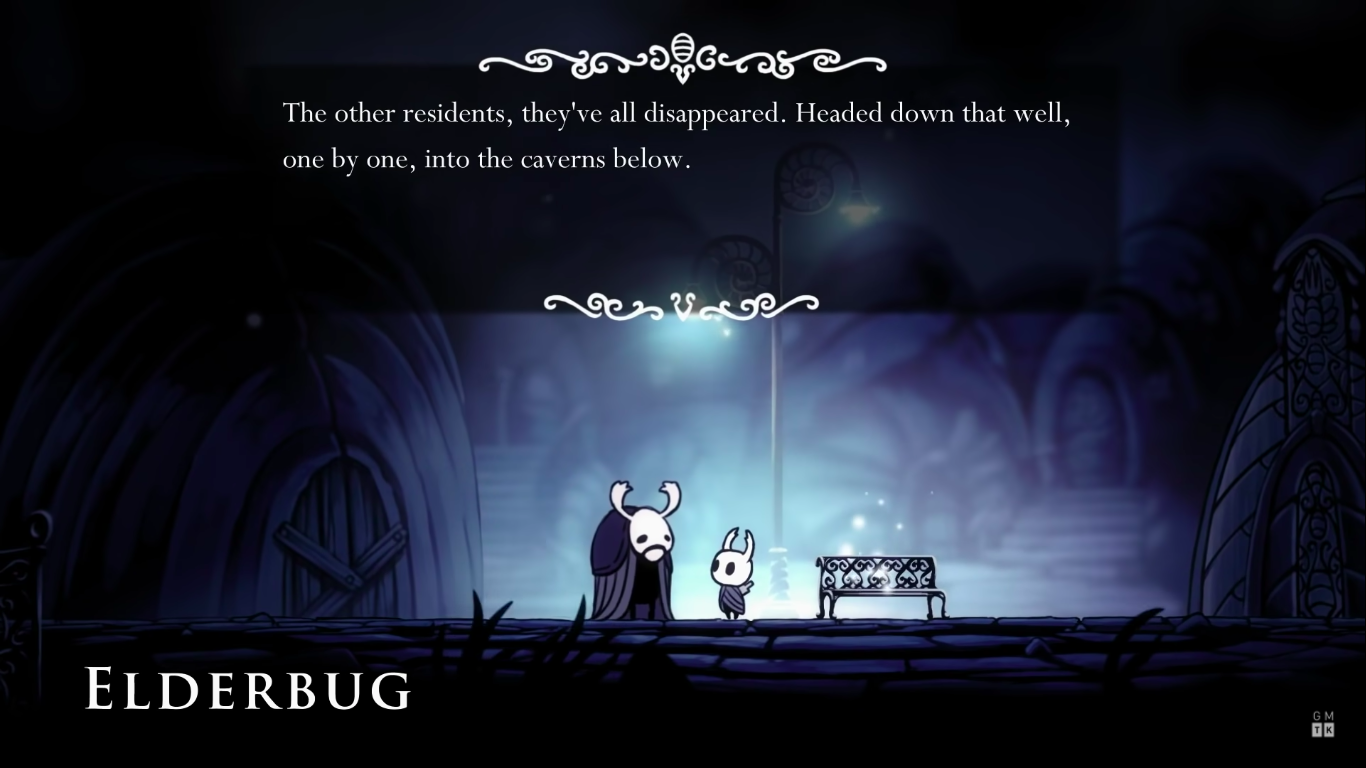 The other residents, they've all disappeared. Headed down that well,
one by one, into the caverns below.
ELDERBUG
GM
TK